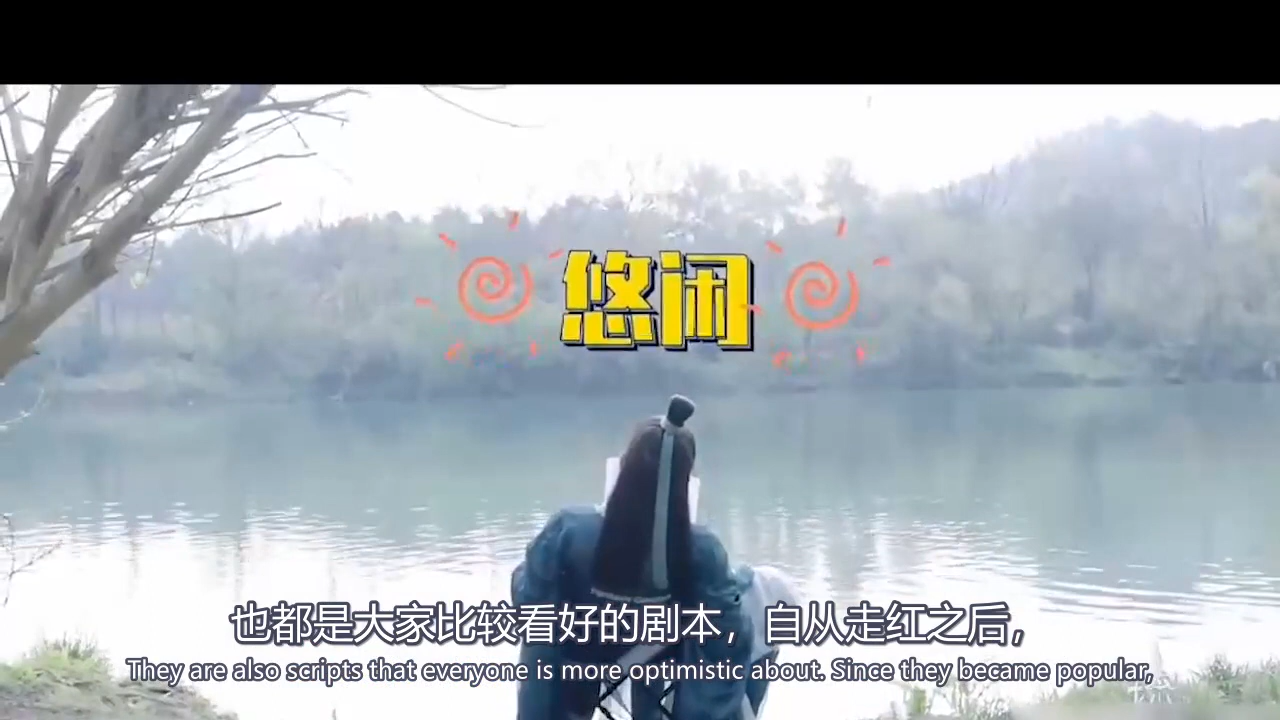 悠闲
也都是大家比较看好的剧本，自从走红之后，
They are also scripts that everyone is more optimistic about. Since they became popular,